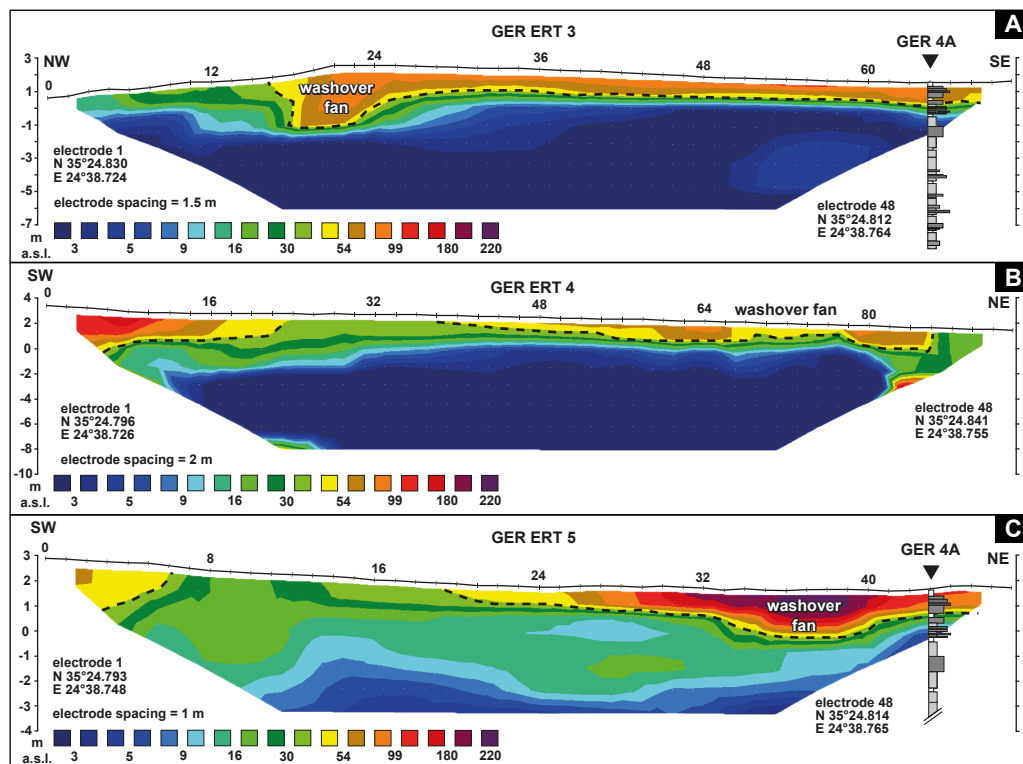 A
GER ERT 3
GER 4A
NW
SE
0
12
24
36
48
60
3
1
-1
-3
-5
-7
m
a.s.l.
washover
fan
electrode 1
N 35°24.830
E 24°38.724
electrode spacing = 1.5 m
electrode 48
N 35°24.812
E 24°38.764
3 5 9 16 30 54 99 180 220
B
SW
GER ERT 4
NE
0
16
32
48
64
80
washover fan
4
2
0
-2
-4
-6
-8
-10
m
a.s.l.
electrode 1
N 35°24.796
E 24°38.726
electrode spacing = 2 m
electrode 48
N 35°24.841
E 24°38.755
3 5 9 16 30 54 99 180 220
C
SW
GER ERT 5
GER 4A
NE
0
8
16
24
32
40
3
2
1
0
-1
-2
-3
-4
m
a.s.l.
washover
fan
electrode 1
N 35°24.793
E 24°38.748
electrode spacing = 1 m
electrode 48
N 35°24.814
E 24°38.765
3 5 9 16 30 54 99 180 220